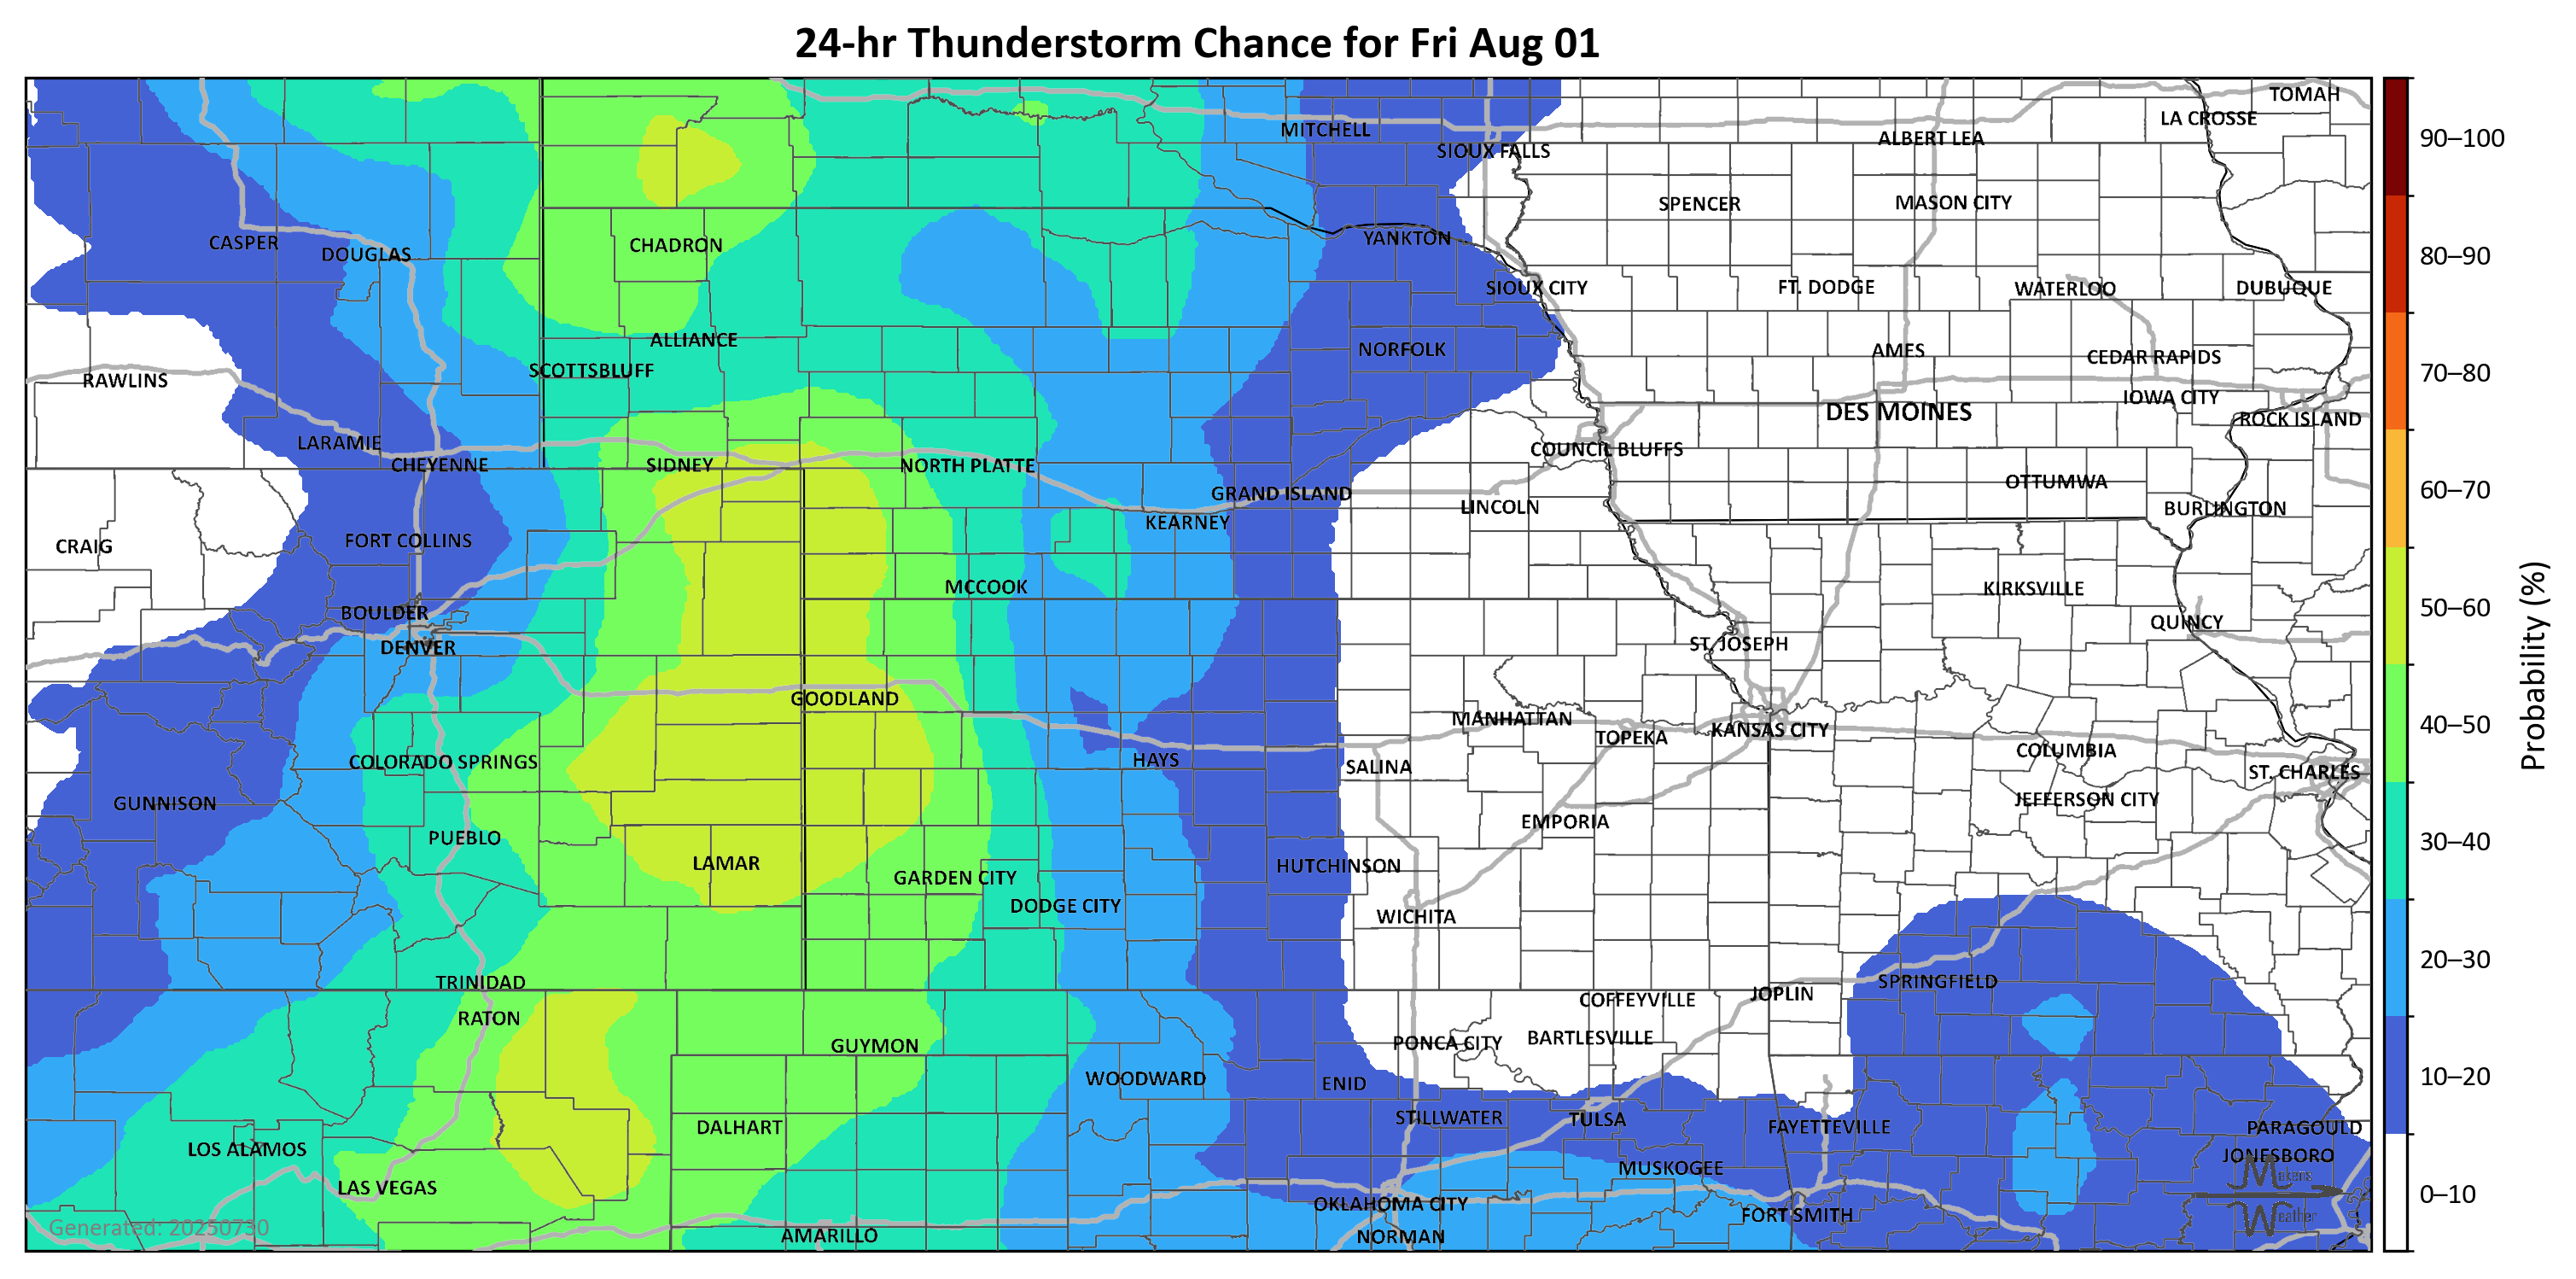 24-hr Thunderstorm Chance for Fri Aug 01
TOMAH
LA CROSSE
MITCHELL
ALBERT LEA
90–100
SIOUX FALLS
SPENCER
MASON CITY
CASPER
DOUGLAS
CHADRON
YANKTON
80–90
SIOUX CITY
FT. DODGE
WATERLOO
DUBUQUE
ALLIANCE
NORFOLK
AMES
CEDAR RAPIDS
RAWLINS
SCOTTSBLUFF
70–80
IOWA CITY
DES MOINES
ROCK ISLAND
LARAMIE
COUNCIL BLUFFS
CHEYENNE
SIDNEY
NORTH PLATTE
OTTUMWA
60–70
GRAND ISLAND
LINCOLN
BURLINGTON
KEARNEY
CRAIG
FORT COLLINS
MCCOOK
KIRKSVILLE
50–60
BOULDER
QUINCY
DENVER
ST. JOSEPH
Probability (%)
GOODLAND
MANHATTAN
TOPEKA
KANSAS CITY
40–50
COLUMBIA
COLORADO SPRINGS
HAYS
SALINA
ST. CHARLES
GUNNISON
JEFFERSON CITY
EMPORIA
PUEBLO
30–40
LAMAR
GARDEN CITY
HUTCHINSON
DODGE CITY
WICHITA
20–30
TRINIDAD
SPRINGFIELD
JOPLIN
COFFEYVILLE
RATON
GUYMON
PONCA CITY
BARTLESVILLE
WOODWARD
ENID
10–20
STILLWATER
TULSA
DALHART
FAYETTEVILLE
PARAGOULD
LOS ALAMOS
JONESBORO
MUSKOGEE
Mekens
LAS VEGAS
OKLAHOMA CITY
0–10
FORT SMITH
Weather
Generated: 20250730
AMARILLO
NORMAN